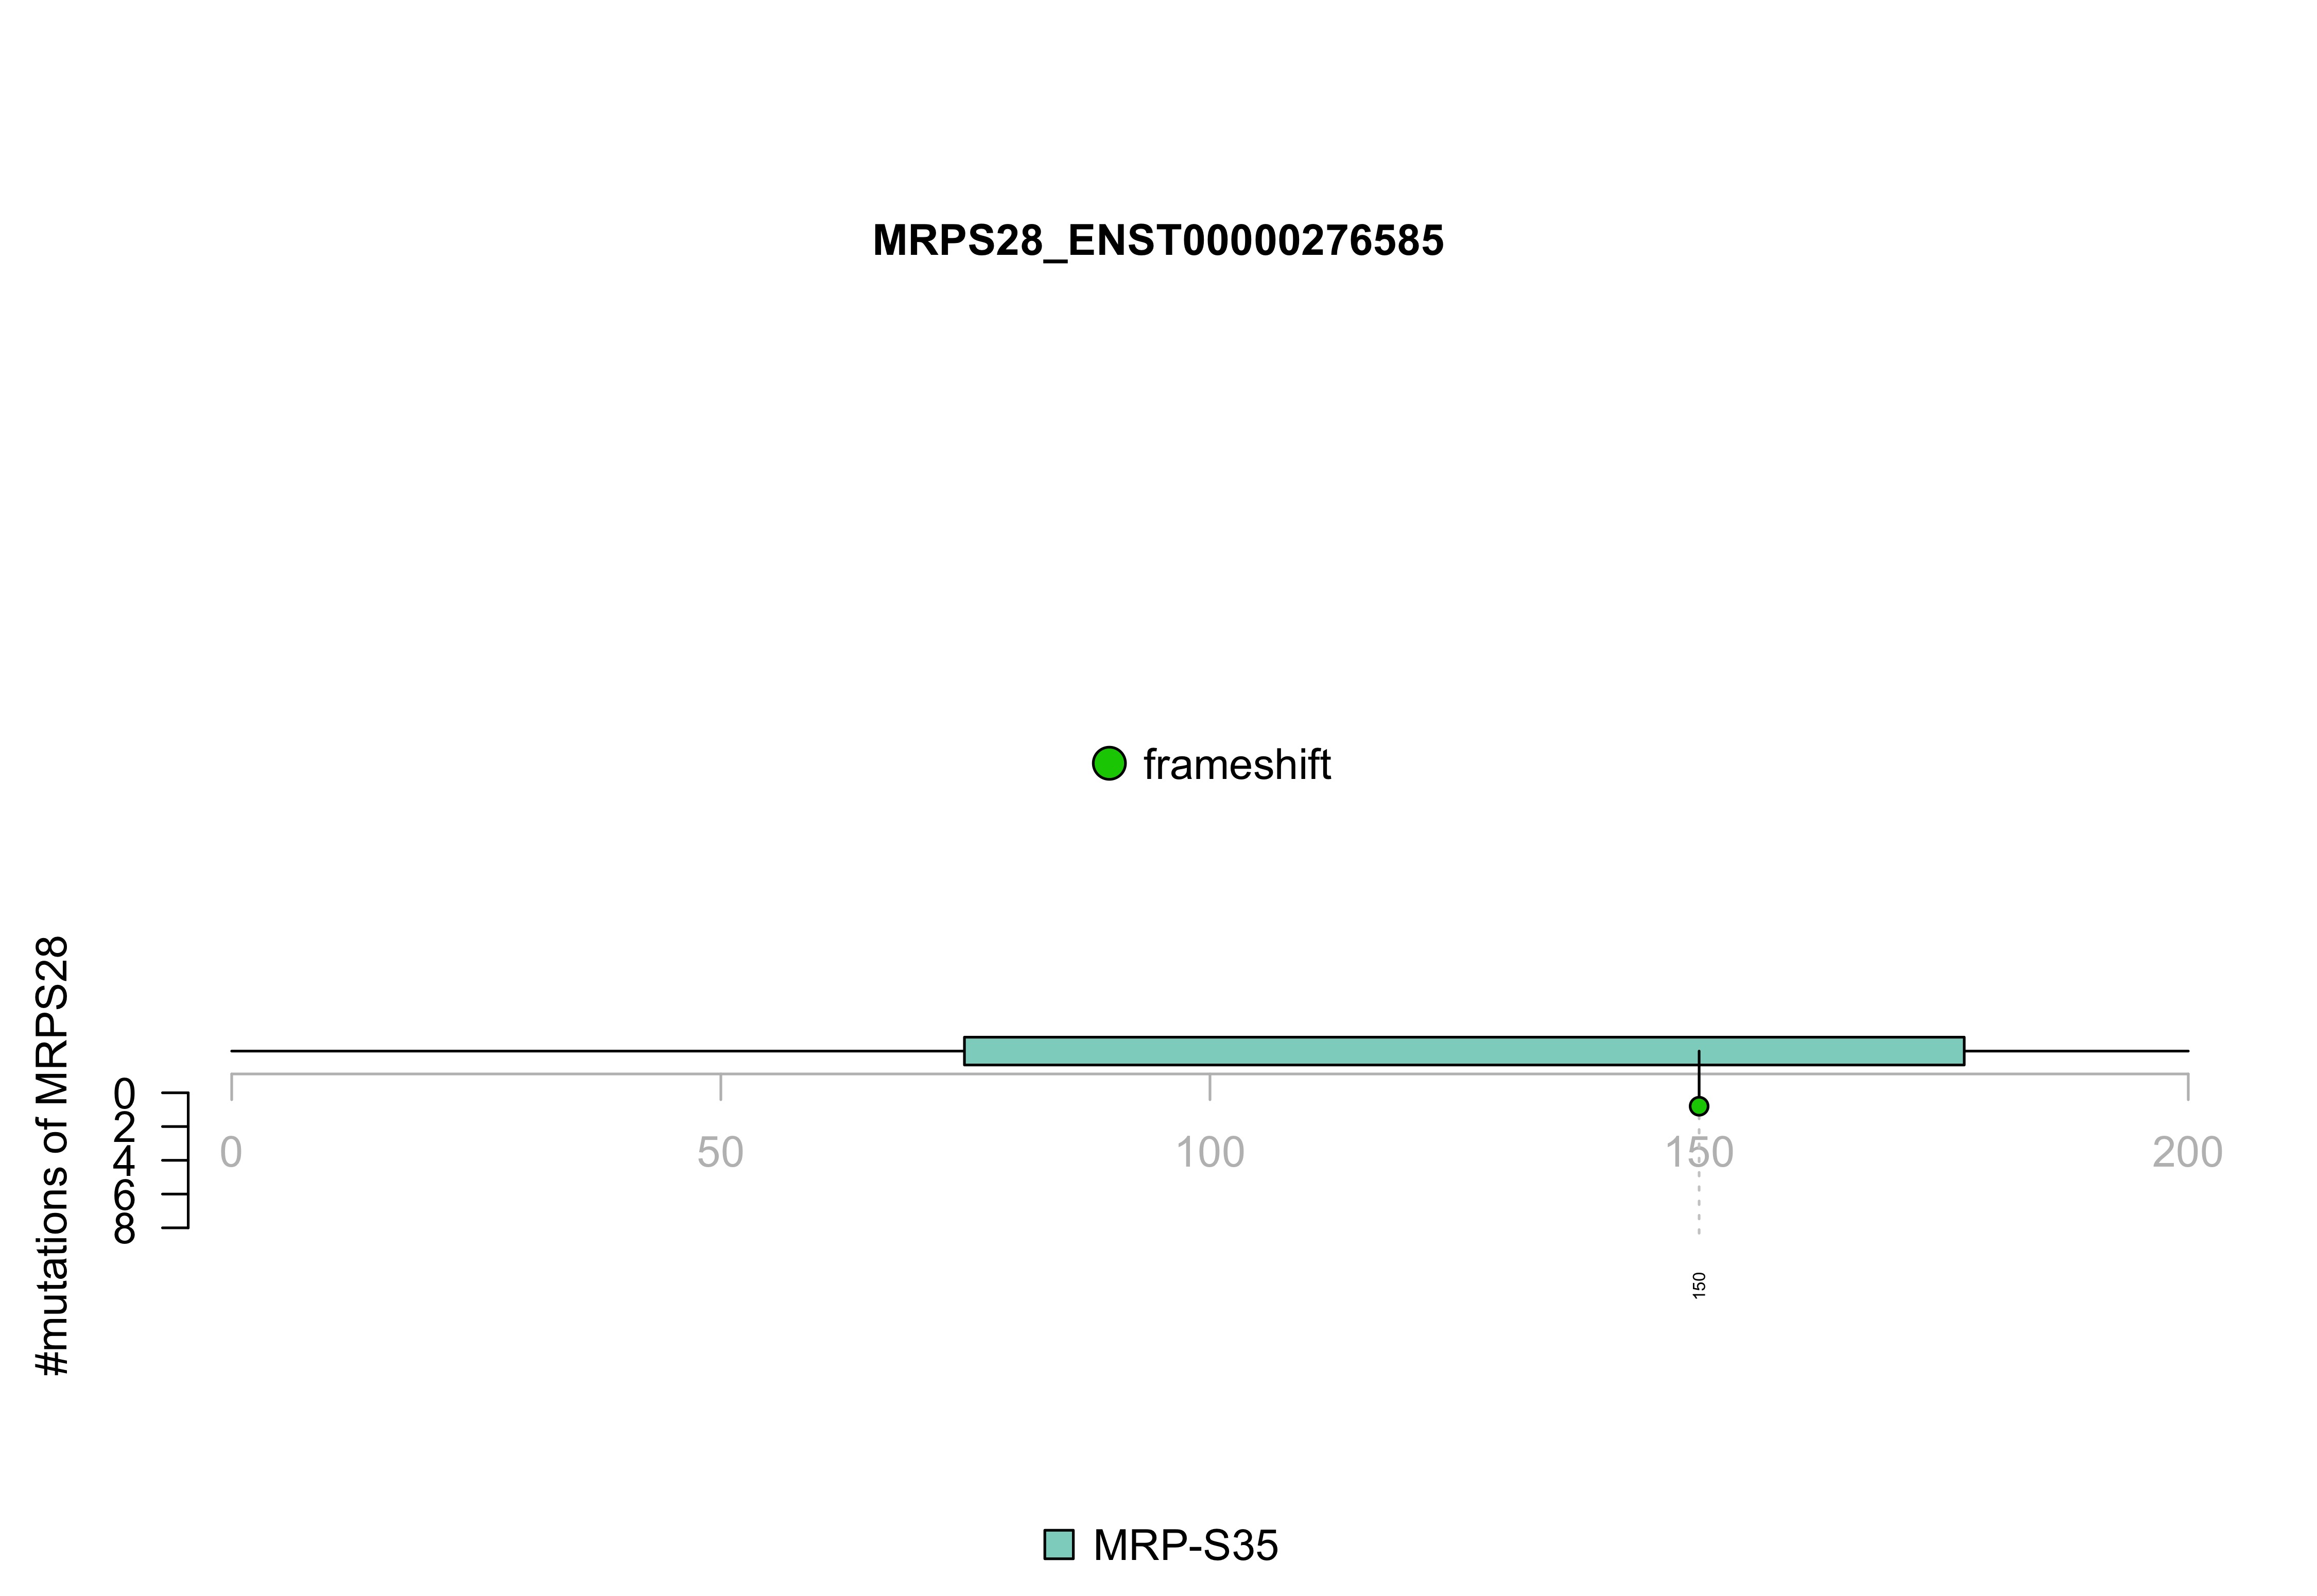 MRPS28_ENST00000276585
frameshift
#mutations of MRPS28
0
2
4
6
8
0 50 100 150 200
150
MRP-S35